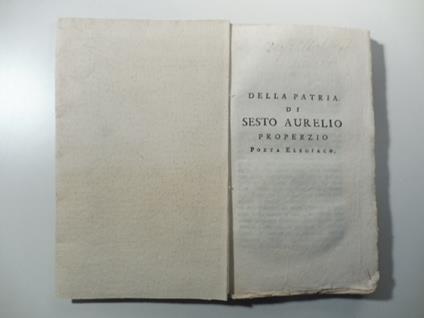 DELLA PATRIA
DI
SESTO AURELIO
PROPERZIO
POETA ELEGIACO.